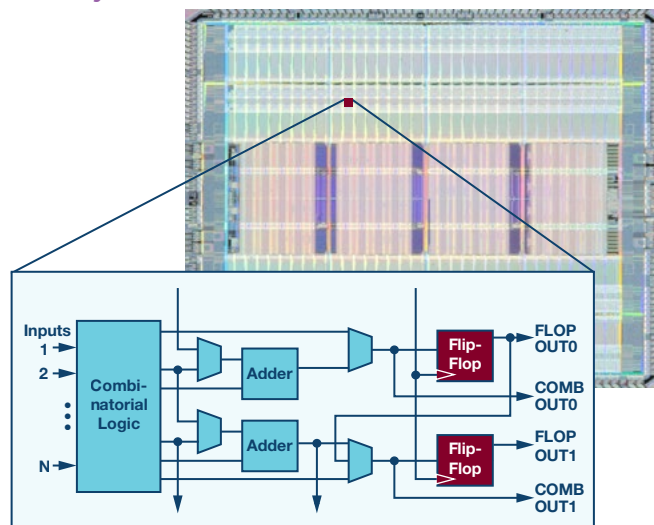 Inputs
1
2
N
Combi-
natorial
Logic
Adder
Adder
Flip-
Flop
Flip-
Flop
FLOP
OUT0
COMB
OUT0
FLOP
OUT1
COMB
OUT1